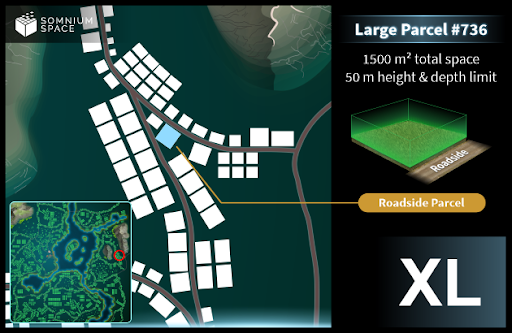 SOMNIUM
SPACE
Large Parcel #736
1500 m² total space
50 m height & depth limit
Roadside
Roadside Parcel
XL